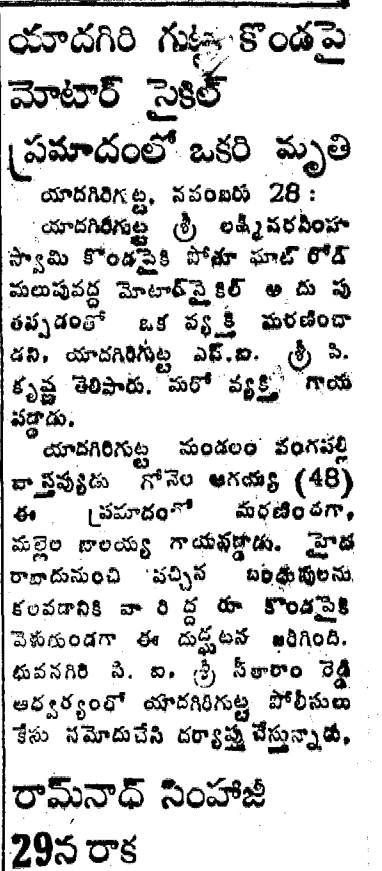 యాదగిరి గుట్ట కొండపై
మోటార్ సైకిల్
ప్రమాదంలో ఒకరి మృతి
యాదగిరిగుట్ట, నవంబరు 28 :
యాదగిరిగుట్ట శ్రీ లక్ష్మీనరసింహ
స్వామి కొండపైకి పోతూ ఘాట్ రోడ్
మలుపువద్ద మోటార్‌సైకిల్ అదుపు
తప్పడంతో ఒక వ్యక్తి మరణించా
డని, యాదగిరిగుట్ట ఎస్.ఐ. శ్రీ పి.
కృష్ణ తెలిపారు. మరో వ్యక్తి గాయ
పడ్డాడు.
యాదగిరిగుట్ట మండలం వంగపల్లి
వాస్తవ్యుడు గోనెల ఆగయ్య (48)
ఈ ప్రమాదంలో మరణించగా,
మల్లెల బాలయ్య గాయపడ్డాడు. హైద
రాబాదునుంచి వచ్చిన బంధువులను
కలవడానికి వారిద్దరూ కొండపైకి
వెళుతుండగా ఈ దుర్ఘటన జరిగింది.
భువనగిరి సి. ఐ. శ్రీ సీతారాం రెడ్డి
ఆధ్వర్యంలో యాదగిరిగుట్ట పోలీసులు
కేసు నమోదుచేసి దర్యాప్తు చేస్తున్నారు.
రామ్‌నాథ్ సింహాజీ
29న రాక